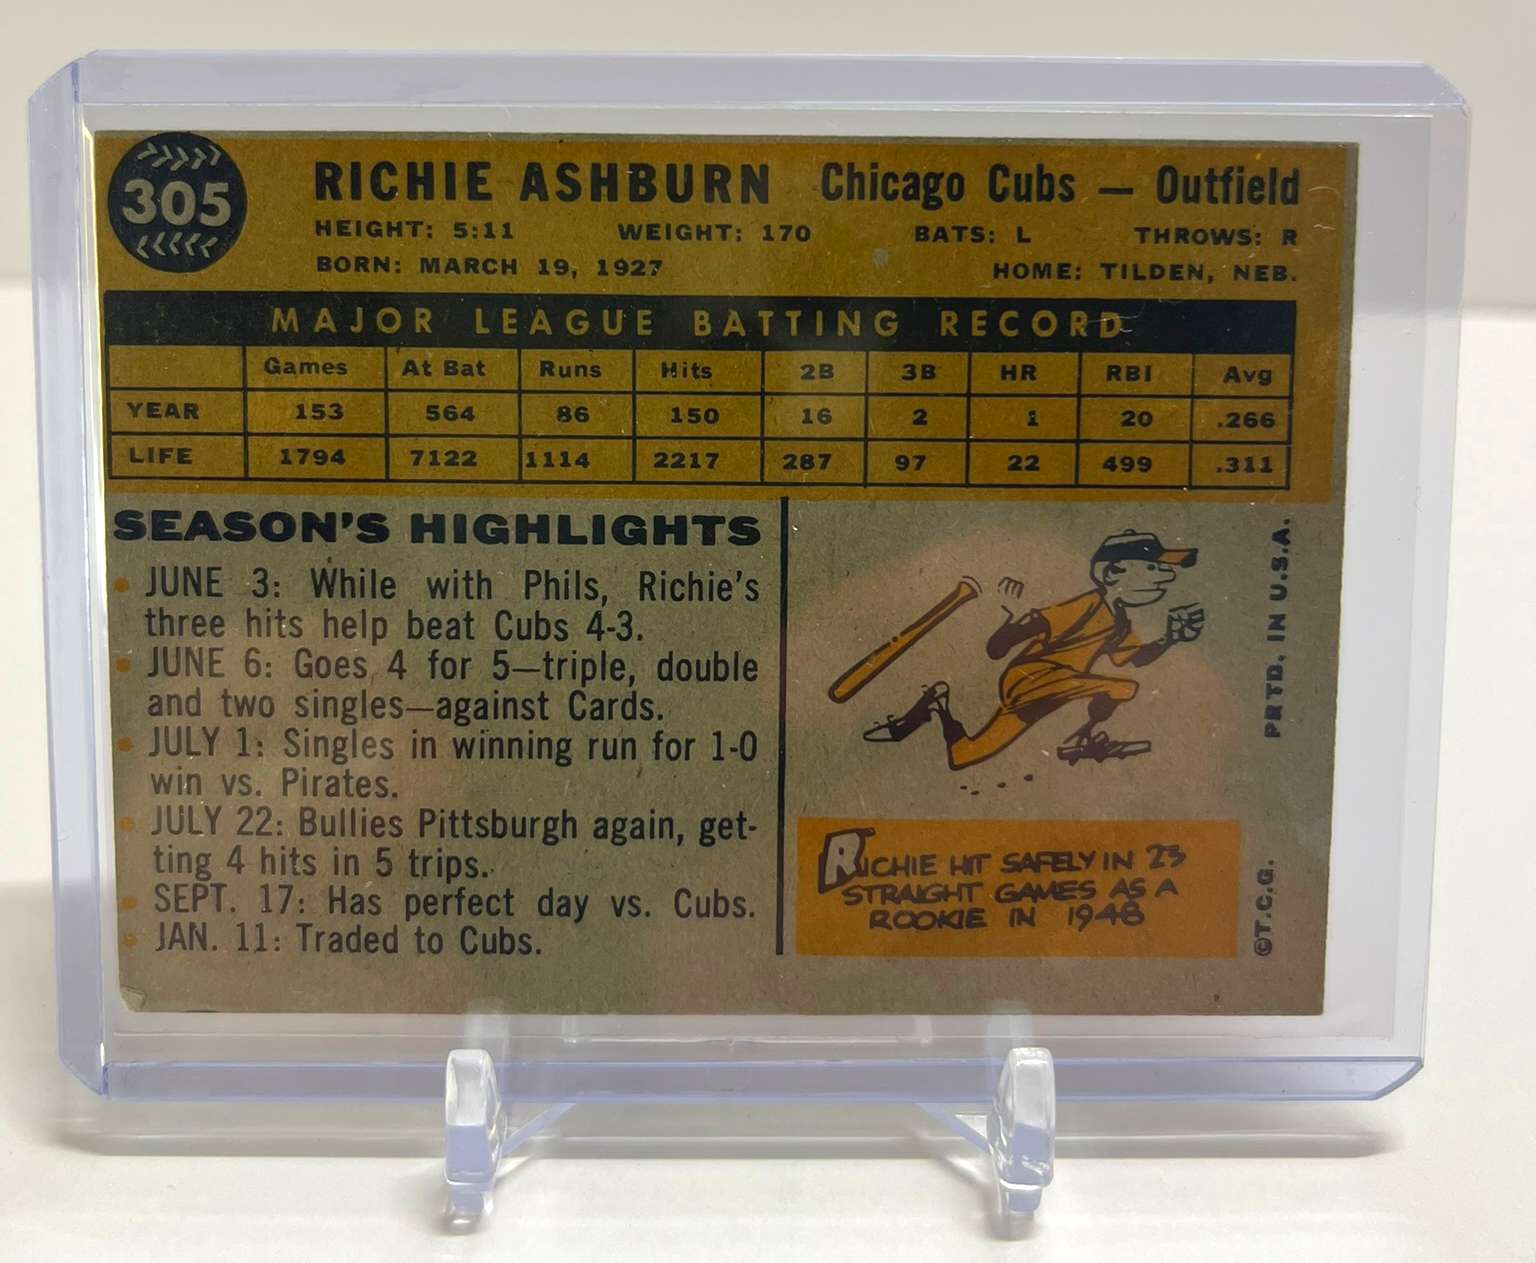 305
RICHIE ASHBURN Chicago Cubs — Outfield
HEIGHT: 5:11 WEIGHT: 170 BATS: L THROWS: R
BORN: MARCH 19, 1927 HOME: TILDEN, NEB.
MAJOR LEAGUE BATTING RECORD
Games At Bat Runs Hits 2B 3B HR RBI Avg
YEAR 153 564 86 150 16 2 1 20 .266
LIFE 1794 7122 1114 2217 287 97 22 499 .311
SEASON'S HIGHLIGHTS
• JUNE 3: While with Phils, Richie's
three hits help beat Cubs 4-3.
• JUNE 6: Goes 4 for 5—triple, double
and two singles—against Cards.
• JULY 1: Singles in winning run for 1-0
win vs. Pirates.
• JULY 22: Bullies Pittsburgh again, get-
ting 4 hits in 5 trips.
• SEPT. 17: Has perfect day vs. Cubs.
• JAN. 11: Traded to Cubs.
RICHIE HIT SAFELY IN 23
STRAIGHT GAMES AS A
ROOKIE IN 1948
©T.C.G. PRTD. IN U.S.A.